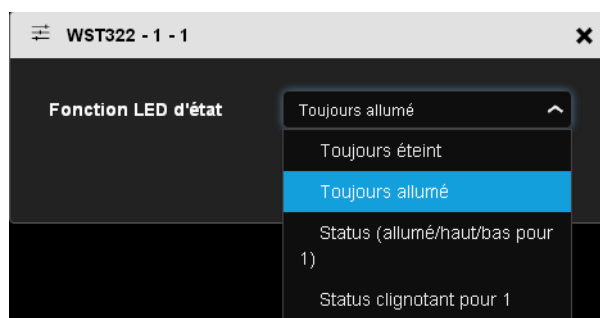 WST322 - 1 - 1
Fonction LED d'état
Toujours allumé
Toujours éteint
Toujours allumé
Status (allumé/haut/bas pour
1)
Status clignotant pour 1